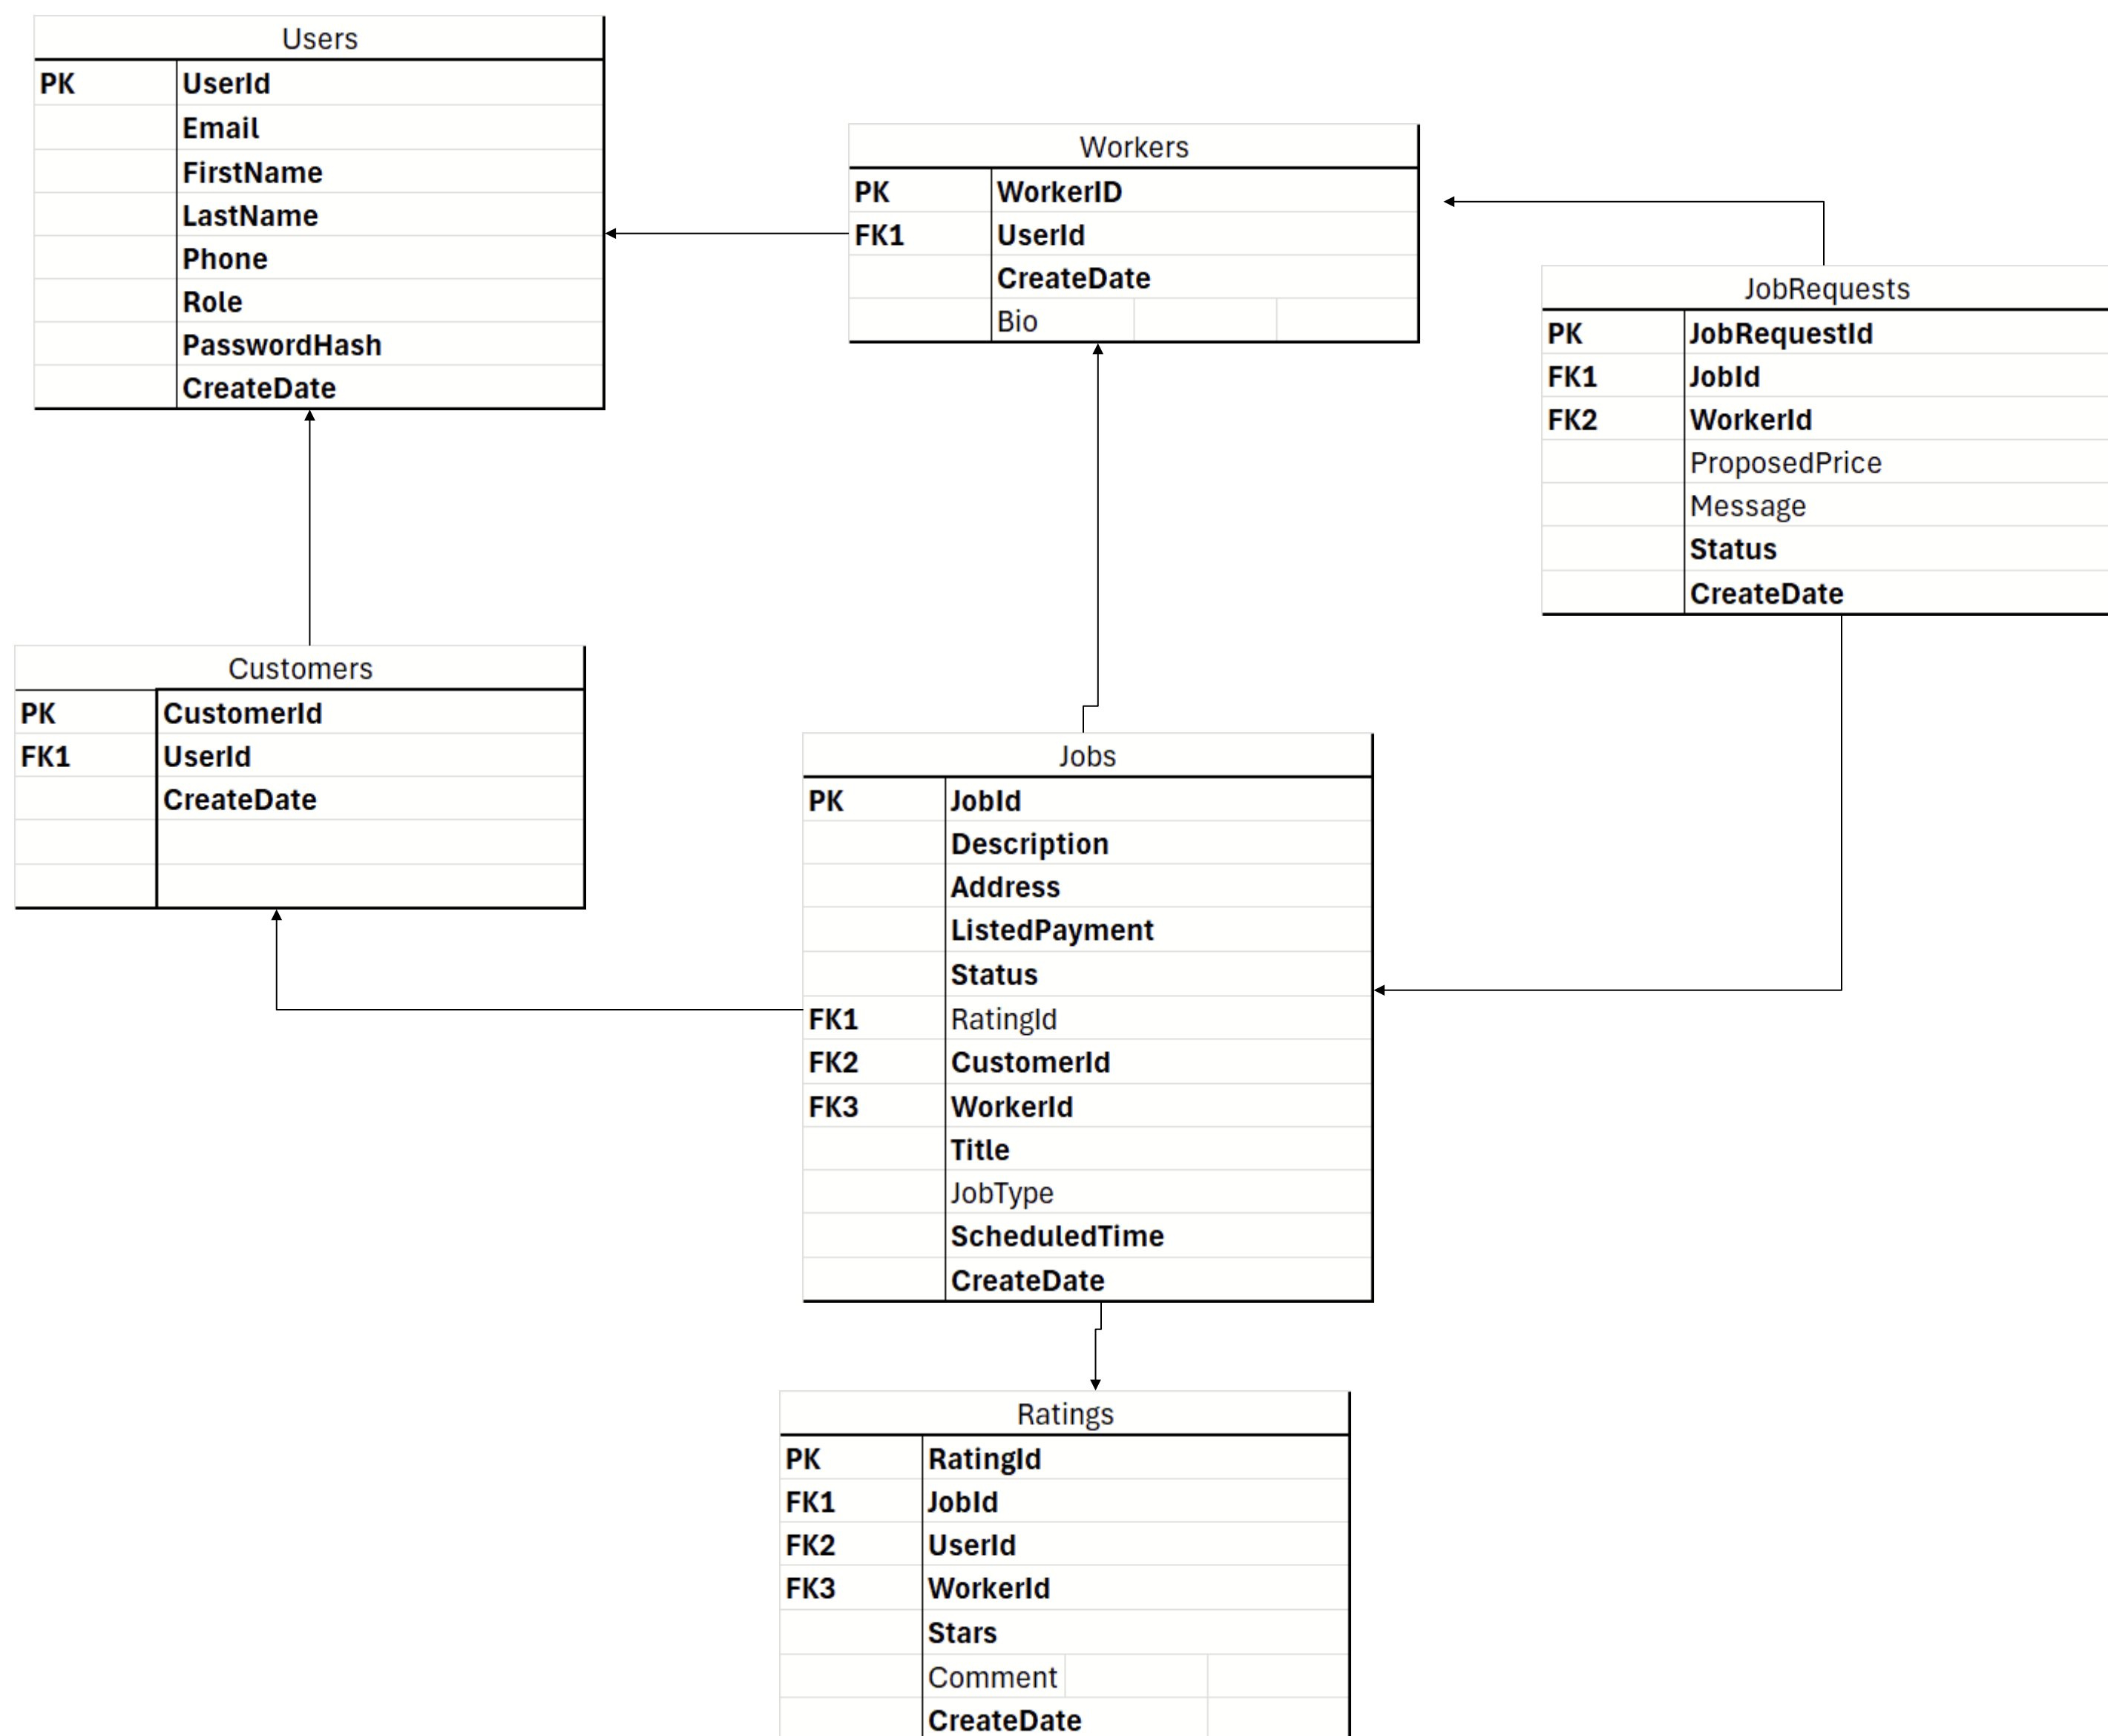 Users
PK UserId
Email
FirstName
LastName
Phone
Role
PasswordHash
CreateDate
Workers
PK WorkerID
FK1 UserId
CreateDate
Bio
JobRequests
PK JobRequestId
FK1 JobId
FK2 WorkerId
ProposedPrice
Message
Status
CreateDate
Customers
PK CustomerId
FK1 UserId
CreateDate
Jobs
PK JobId
Description
Address
ListedPayment
Status
FK1 RatingId
FK2 CustomerId
FK3 WorkerId
Title
JobType
ScheduledTime
CreateDate
Ratings
PK RatingId
FK1 JobId
FK2 UserId
FK3 WorkerId
Stars
Comment
CreateDate